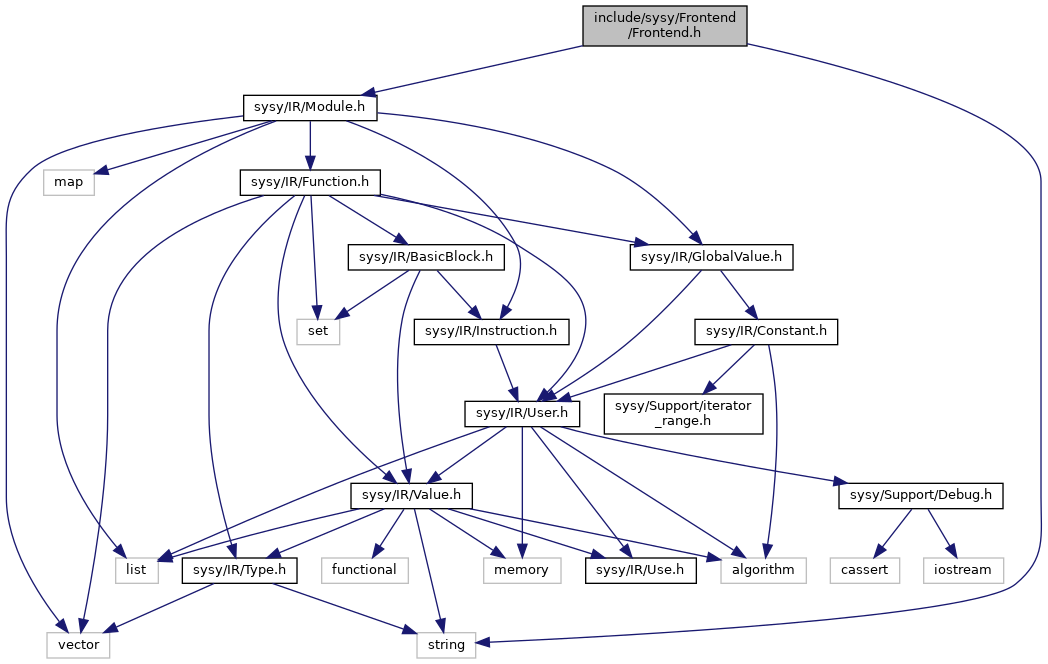 include/sysy/Frontend
/Frontend.h
sysy/IR/Module.h
map
sysy/IR/Function.h
sysy/IR/BasicBlock.h
sysy/IR/GlobalValue.h
set
sysy/IR/Instruction.h
sysy/IR/Constant.h
sysy/IR/User.h
sysy/Support/iterator
_range.h
sysy/IR/Value.h
sysy/Support/Debug.h
list
sysy/IR/Type.h
functional
memory
sysy/IR/Use.h
algorithm
cassert
iostream
vector
string